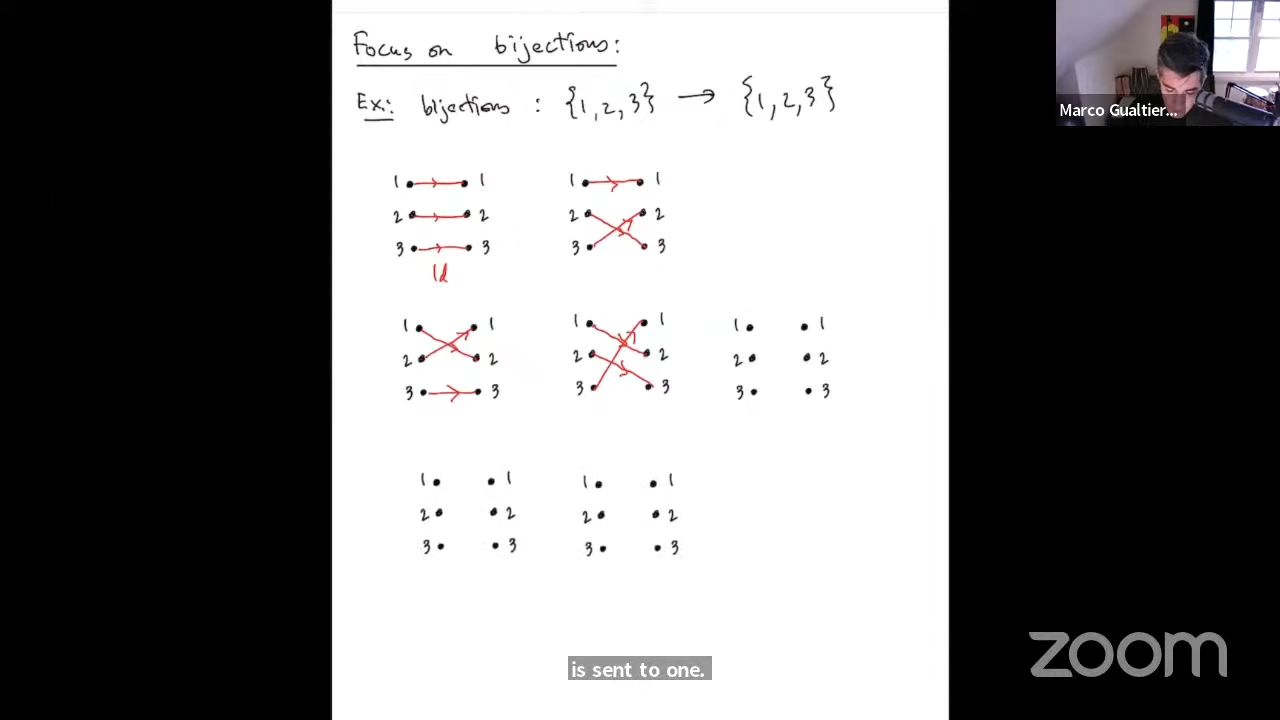 Focus on bijections:
Ex: bijections : {1, 2, 3} → {1, 2, 3}
1 1 1 1
2 2 2 2
3 3 3 3
Id
1 1 1 1 1 1
2 2 2 2 2 2
3 3 3 3 3 3
1 1 1 1
2 2 2 2
3 3 3 3
is sent to one.
Marco Gualtier...
zoom